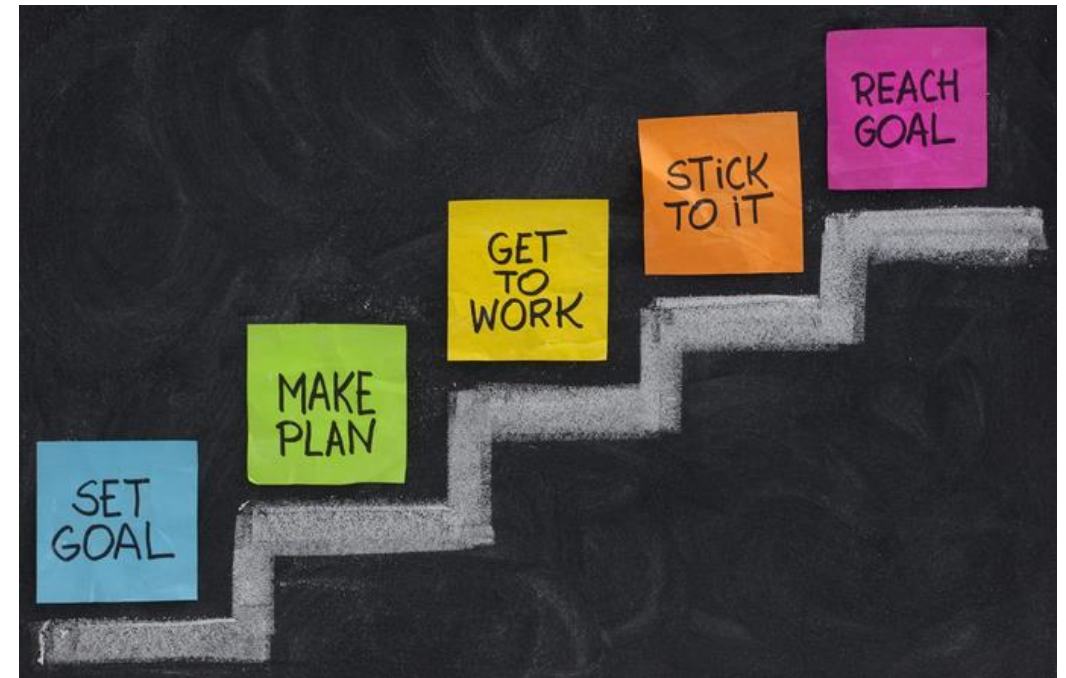 SET
GOAL
MAKE
PLAN
GET
TO
WORK
STiCK
TO iT
REACH
GOAL